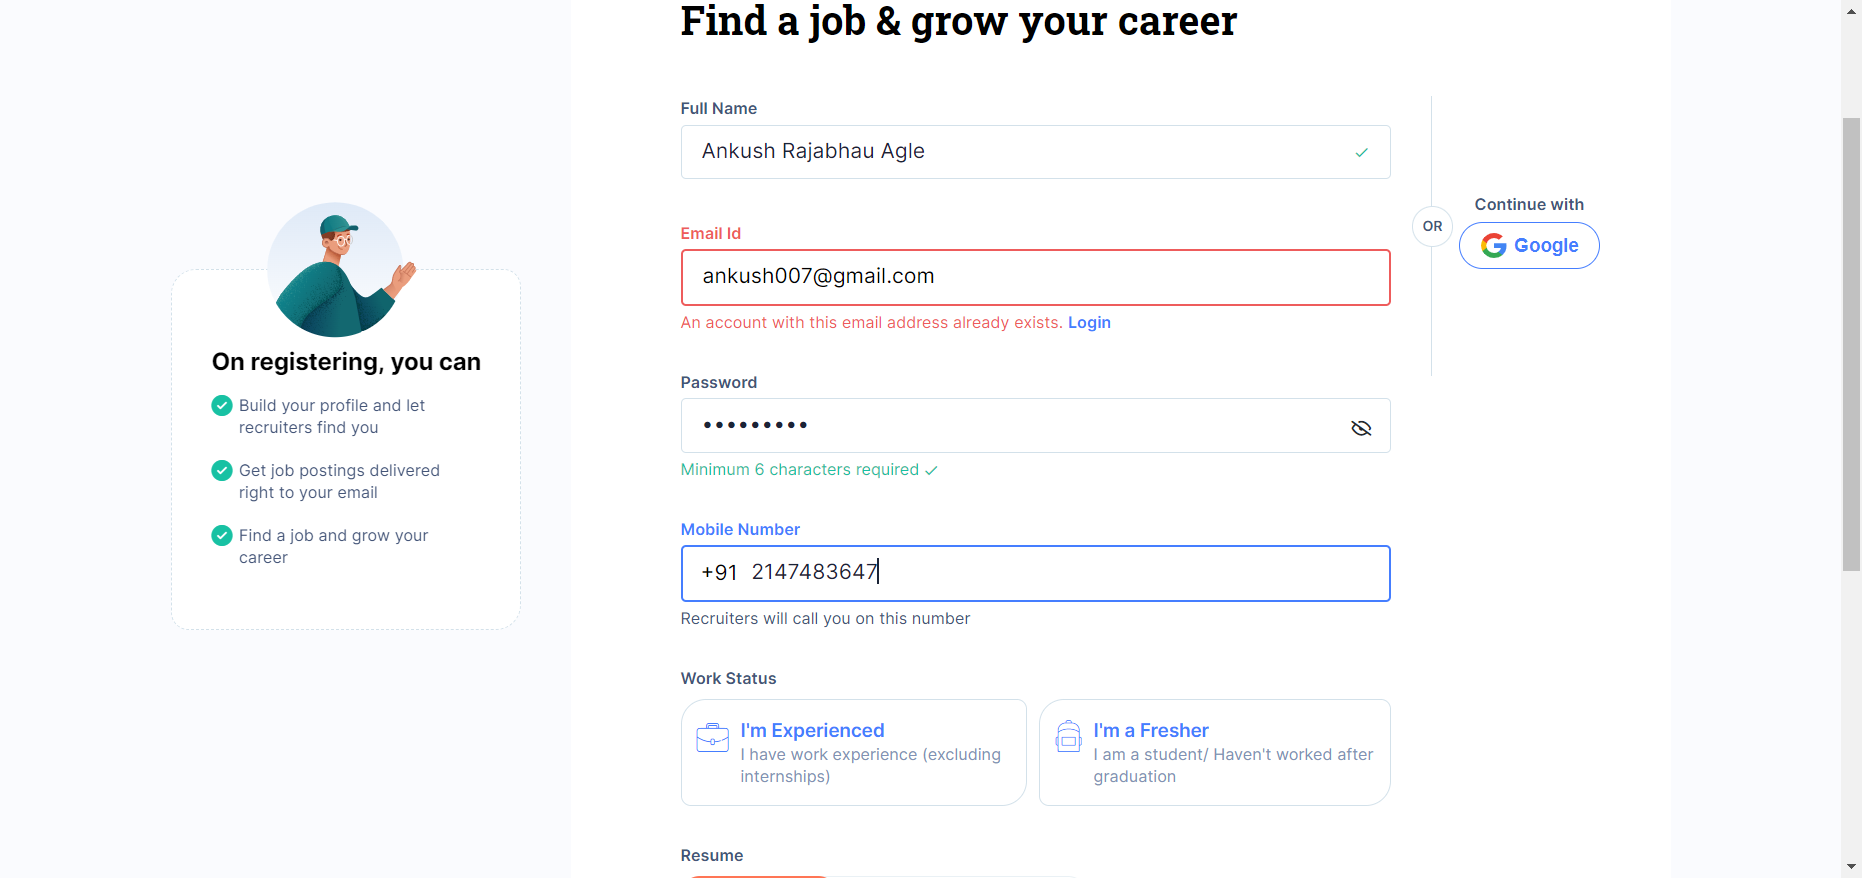 Find a job & grow your career
Full Name
Ankush Rajabhau Agle
Email Id
ankush007@gmail.com
An account with this email address already exists. Login
Password
•••••••••
Minimum 6 characters required
Mobile Number
+91 2147483647
Recruiters will call you on this number
Work Status
I'm Experienced
I have work experience (excluding
internships)
I'm a Fresher
I am a student/ Haven't worked after
graduation
Resume
OR
Continue with
Google
On registering, you can
Build your profile and let
recruiters find you
Get job postings delivered
right to your email
Find a job and grow your
career